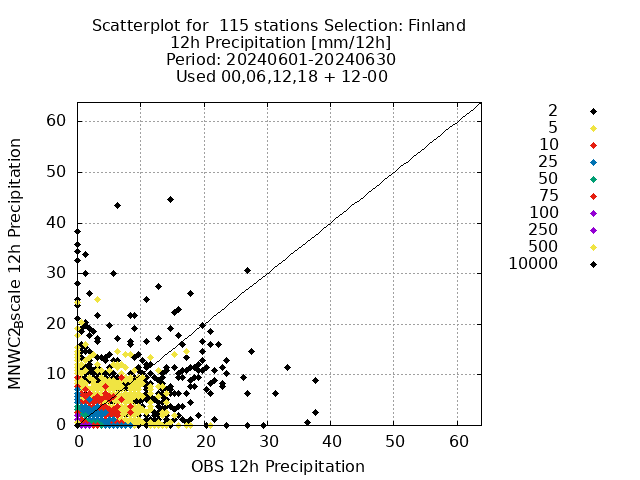 Scatterplot for  115 stations Selection: Finland
12h Precipitation [mm/12h]
Period: 20240601-20240630
Used 00,06,12,18 + 12-00
2
5
10
25
50
75
100
250
500
10000
60
50
40
30
20
10
0
MNWC2_Bscale 12h Precipitation
0 10 20 30 40 50 60
OBS 12h Precipitation